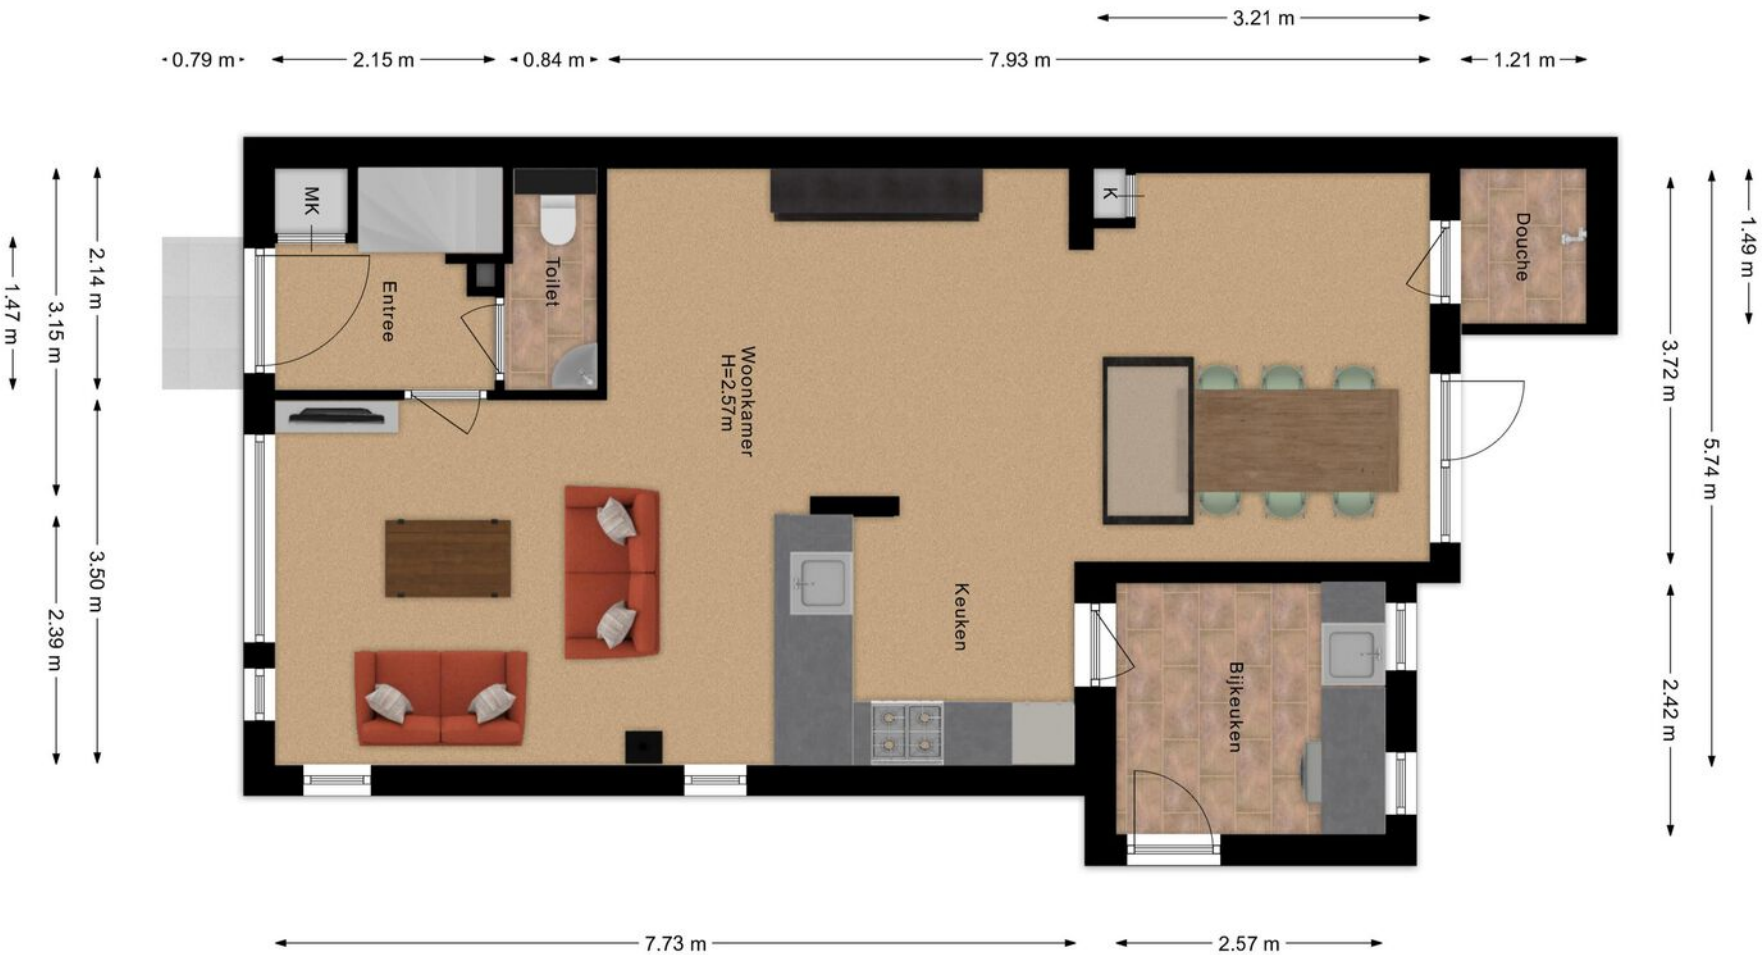 3.21 m
0.79 m
2.15 m
0.84 m
7.93 m
1.21 m
MK
K
Douche
Toilet
Entree
Woonkamer
H=2.57m
Keuken
Bijkeuken
1.47 m
3.15 m
2.14 m
2.39 m
3.50 m
1.49 m
3.72 m
5.74 m
2.42 m
7.73 m
2.57 m